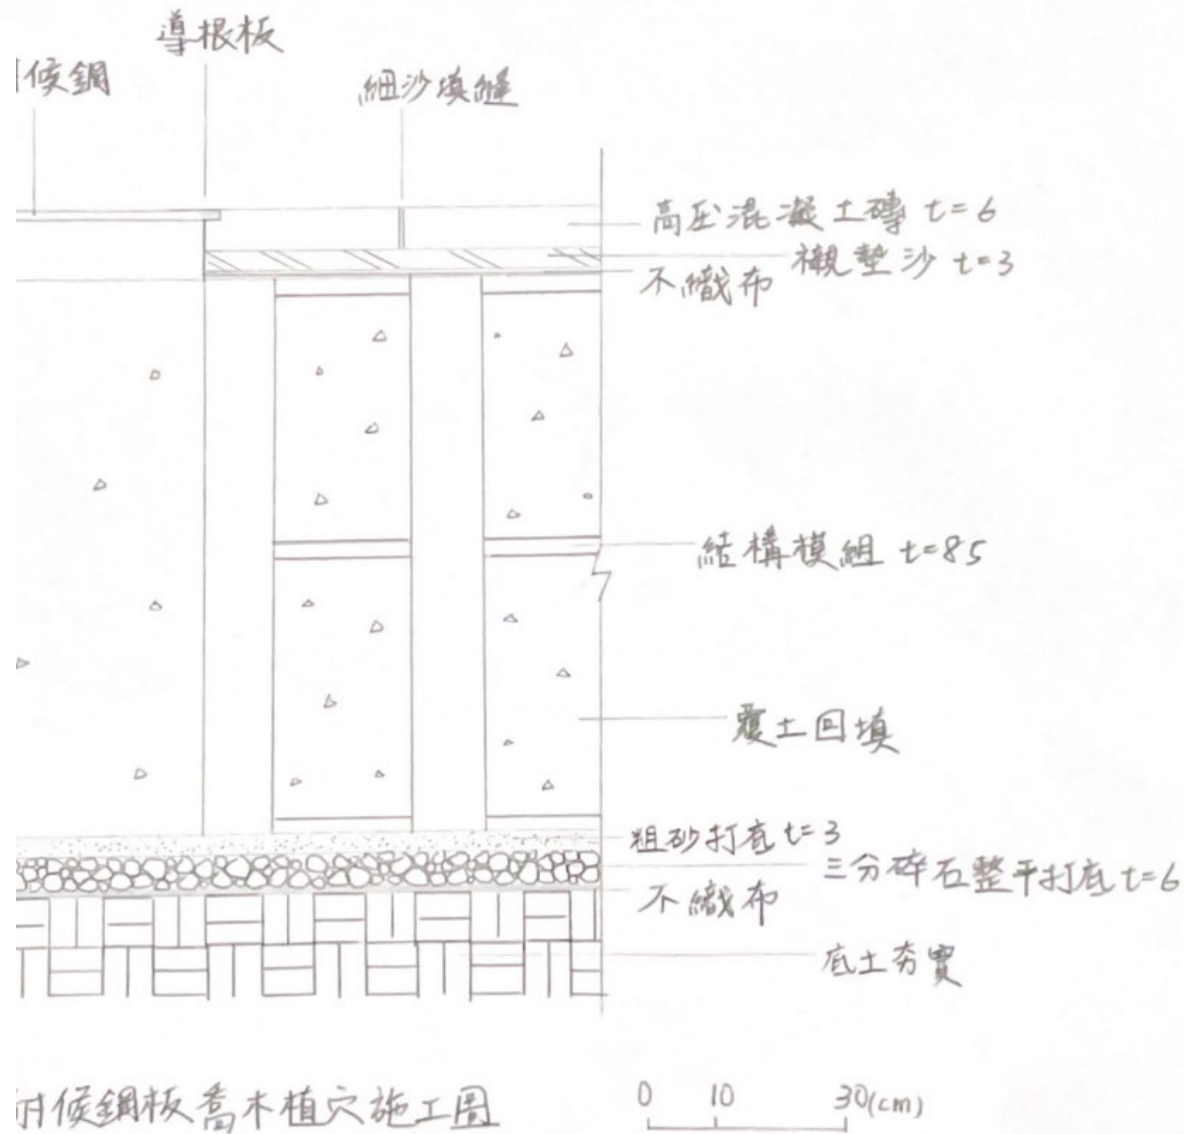 導根板
候鋼
細沙填縫
高压混凝土磚 t=6
襯墊沙 t=3
不織布
結構模組 t=85
覆土回填
粗砂打底 t=3
三分碎石整平打底 t=6
不織布
底土夯實
候鋼板喬木植穴施工圖
0 10 30(cm)